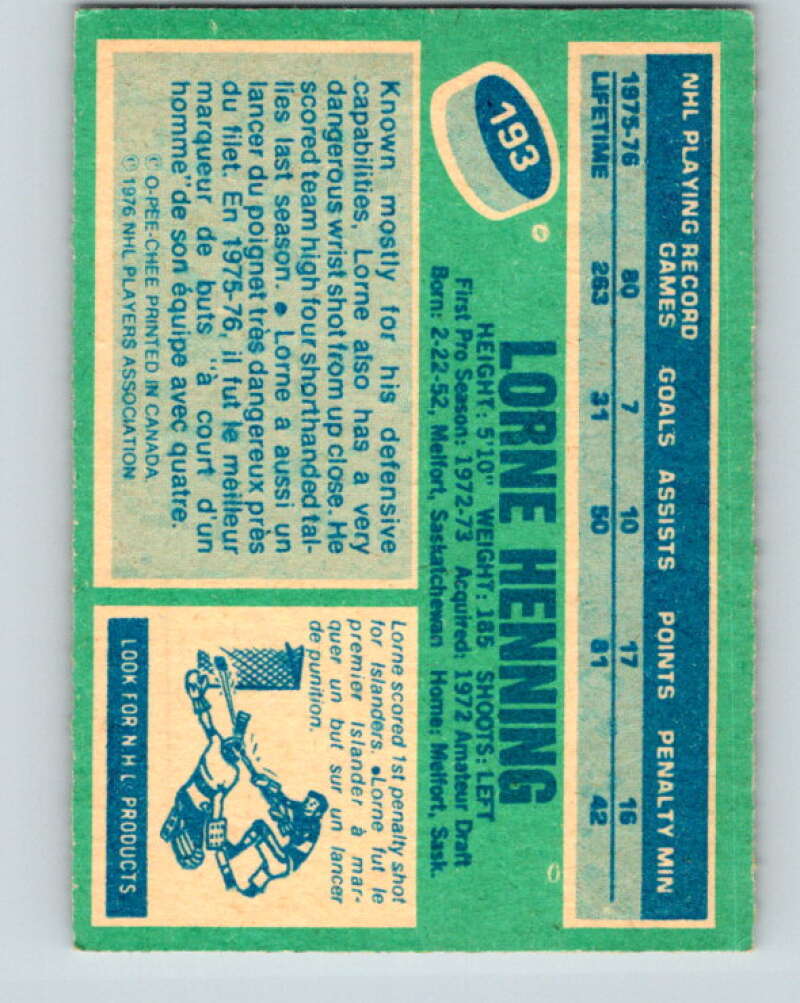 NHL PLAYING RECORD
GAMES GOALS ASSISTS POINTS PENALTY MIN
1975-76 80 7 10 17 16
LIFETIME 263 31 50 81 42
193
LORNE HENNING
HEIGHT: 5'10" WEIGHT: 185 SHOOTS: LEFT
First Pro Season: 1972-73 Acquired: 1972 Amateur Draft
Born: 2-22-52, Melfort, Saskatchewan Home: Melfort, Sask.
Known mostly for his defensive
capabilities, Lorne also has a very
dangerous wrist shot from up close. He
scored team high four shorthanded tal-
lies last season. ● Lorne a aussi un
lancer du poignet très dangereux près
du filet. En 1975-76, il fut le meilleur
marqueur de buts "à court d'un
homme" de son équipe avec quatre.
© O-PEE-CHEE PRINTED IN CANADA
© 1976 NHL PLAYERS ASSOCIATION
Lorne scored 1st penalty shot
for Islanders. ●Lorne fut le
premier Islander à mar-
quer un but sur un lancer
de punition.
LOOK FOR N H L PRODUCTS